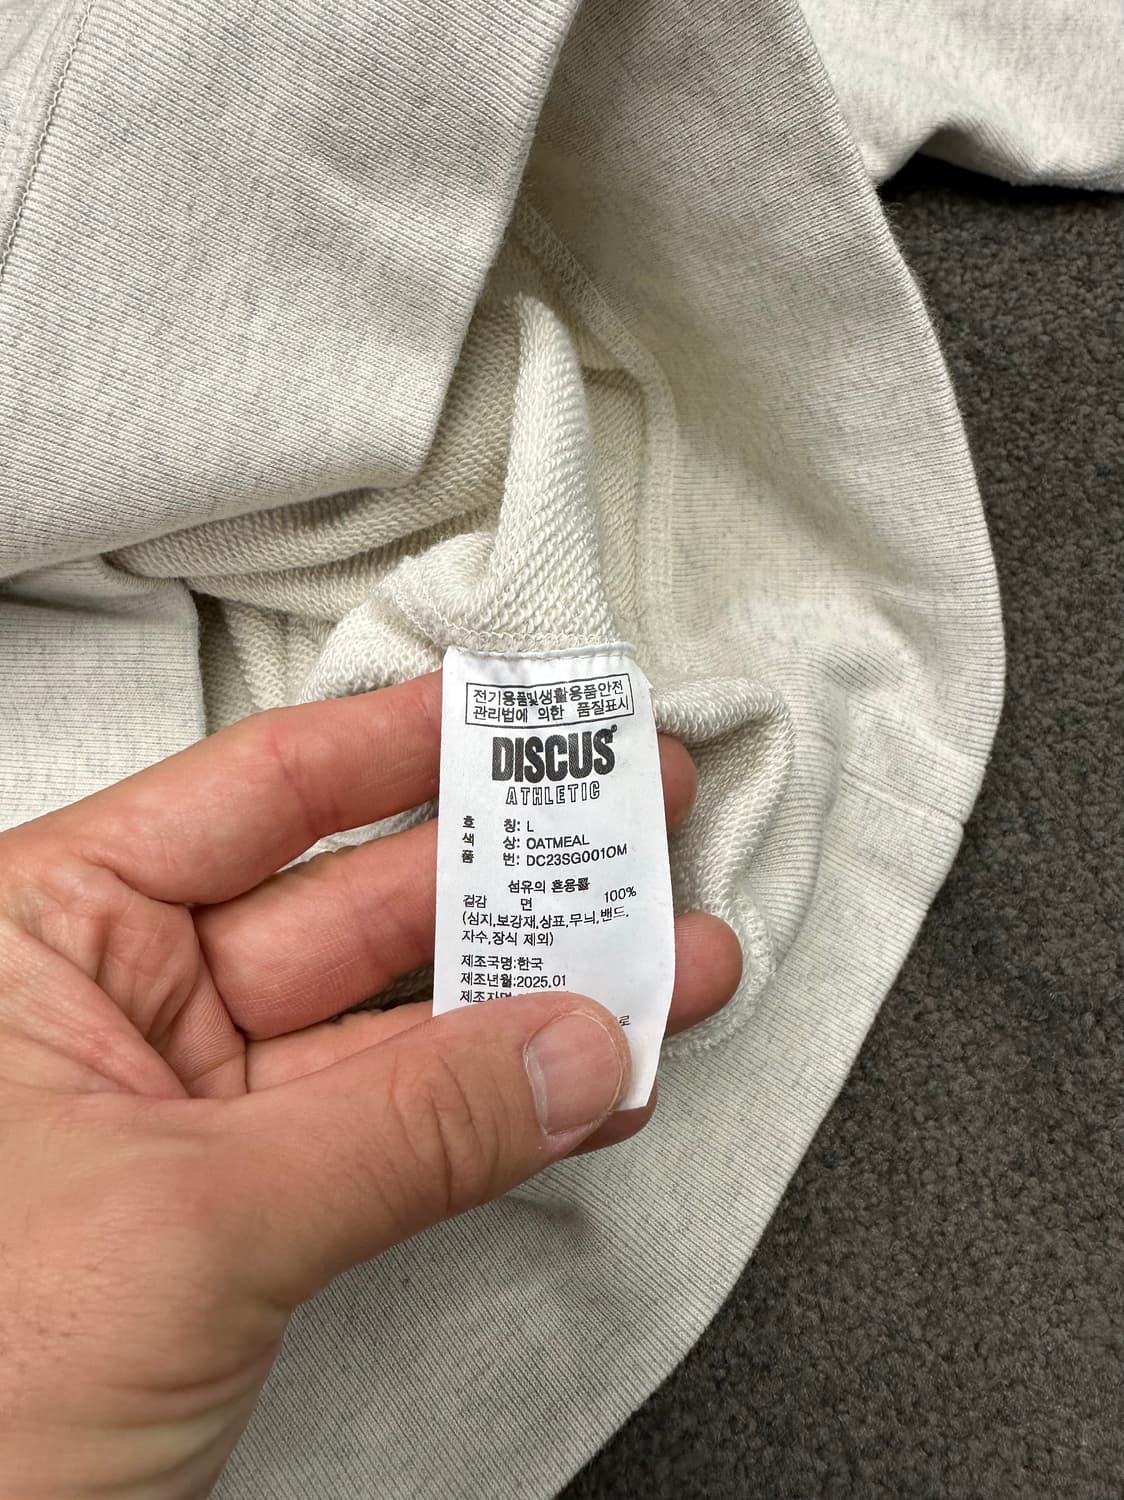 전기용품및생활용품안전
관리법에 의한 품질표시
DISCUS
ATHLETIC
호 칭: L
색 상: OATMEAL
품 번: DC23SG001OM
섬유의 혼용률
겉감 면 100%
(심지,보강재,상표,무늬,밴드,
자수,장식 제외)
제조국명:한국
제조년월:2025.01
로